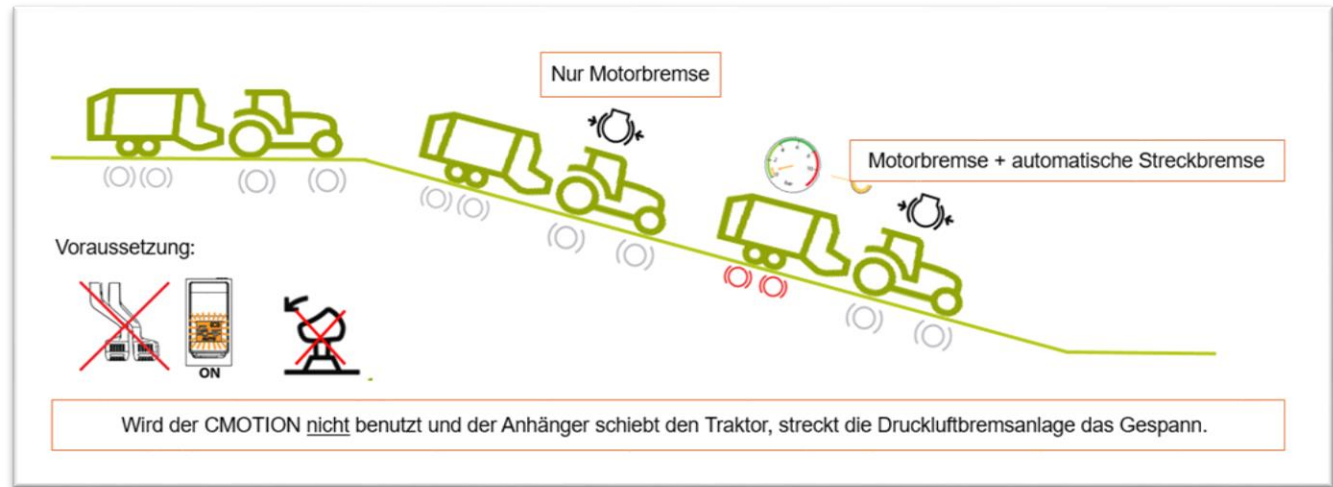 Nur Motorbremse
Motorbremse + automatische Streckbremse
bar
Voraussetzung:
ON
Wird der CMOTION nicht benutzt und der Anhänger schiebt den Traktor, streckt die Druckluftbremsanlage das Gespann.